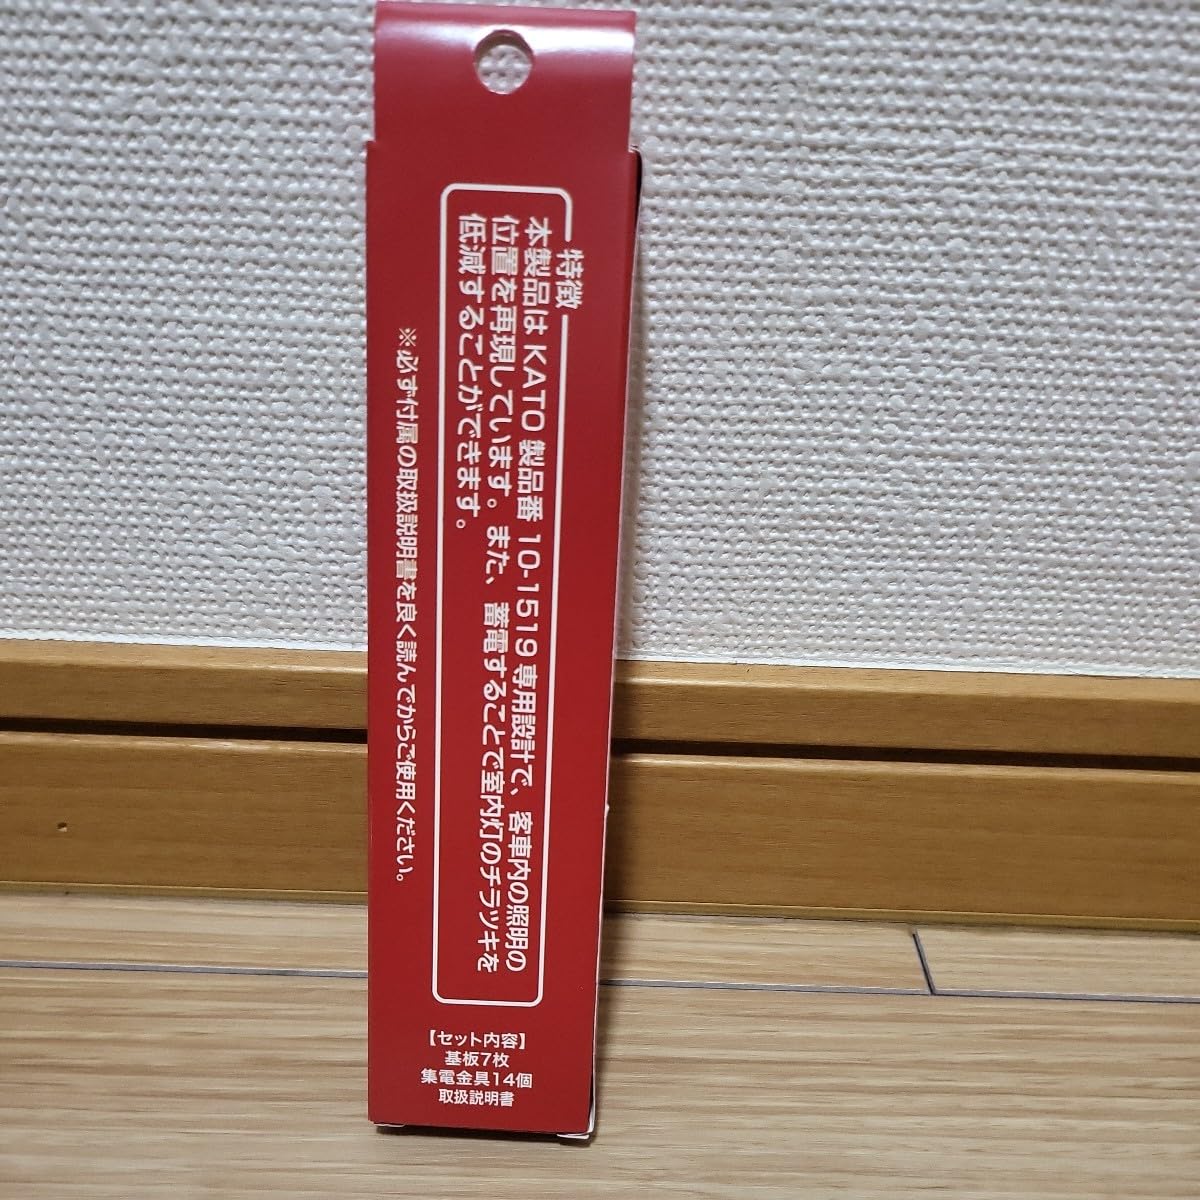 特徴
本製品は KATO 製品番 10-1519 専用設計で、客車内の照明の
位置を再現しています。また、蓄電することで室内灯のチラツキを
低減することができます。
※必ず付属の取扱説明書を良く読んでからご使用ください。
【セット内容】
基板7枚
集電金具14個
取扱説明書